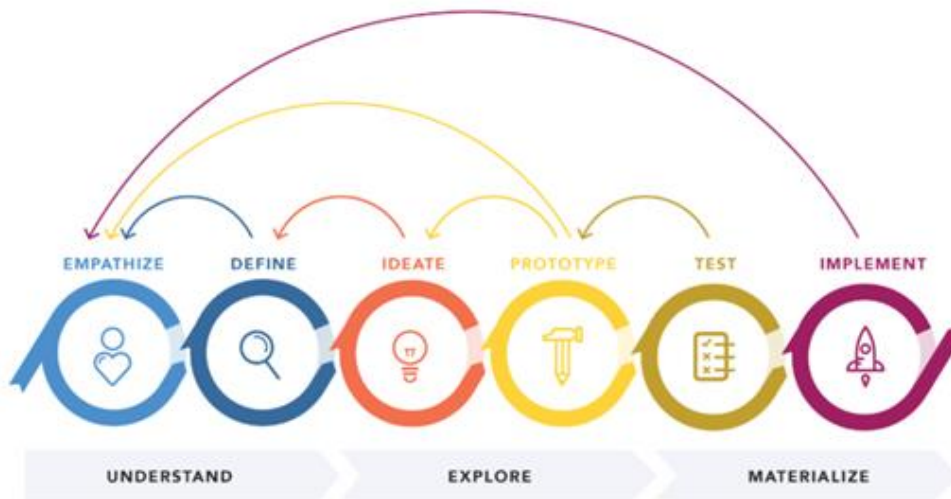 EMPATHIZE DEFINE IDEATE PROTOTYPE TEST IMPLEMENT
UNDERSTAND EXPLORE MATERIALIZE